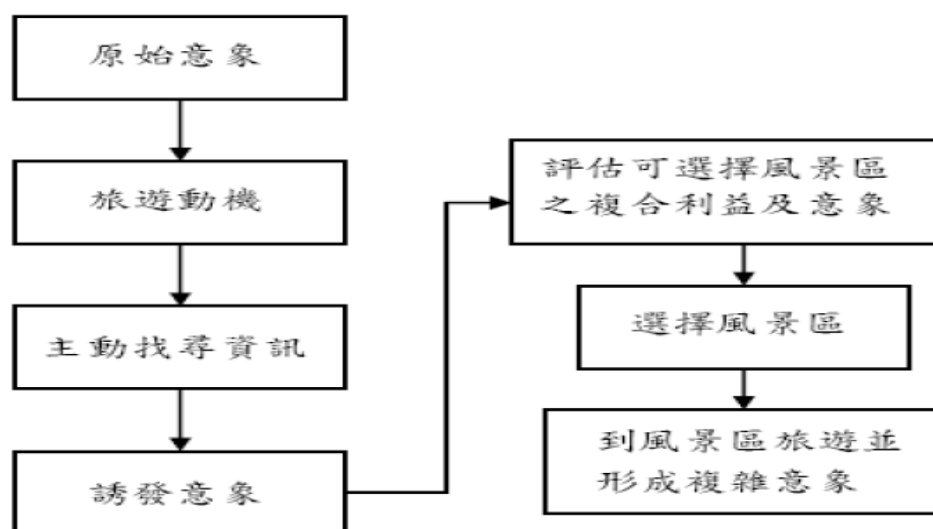 原始意象
旅遊動機
主動找尋資訊
誘發意象
評估可選擇風景區
之複合利益及意象
選擇風景區
到風景區旅遊並
形成複雜意象